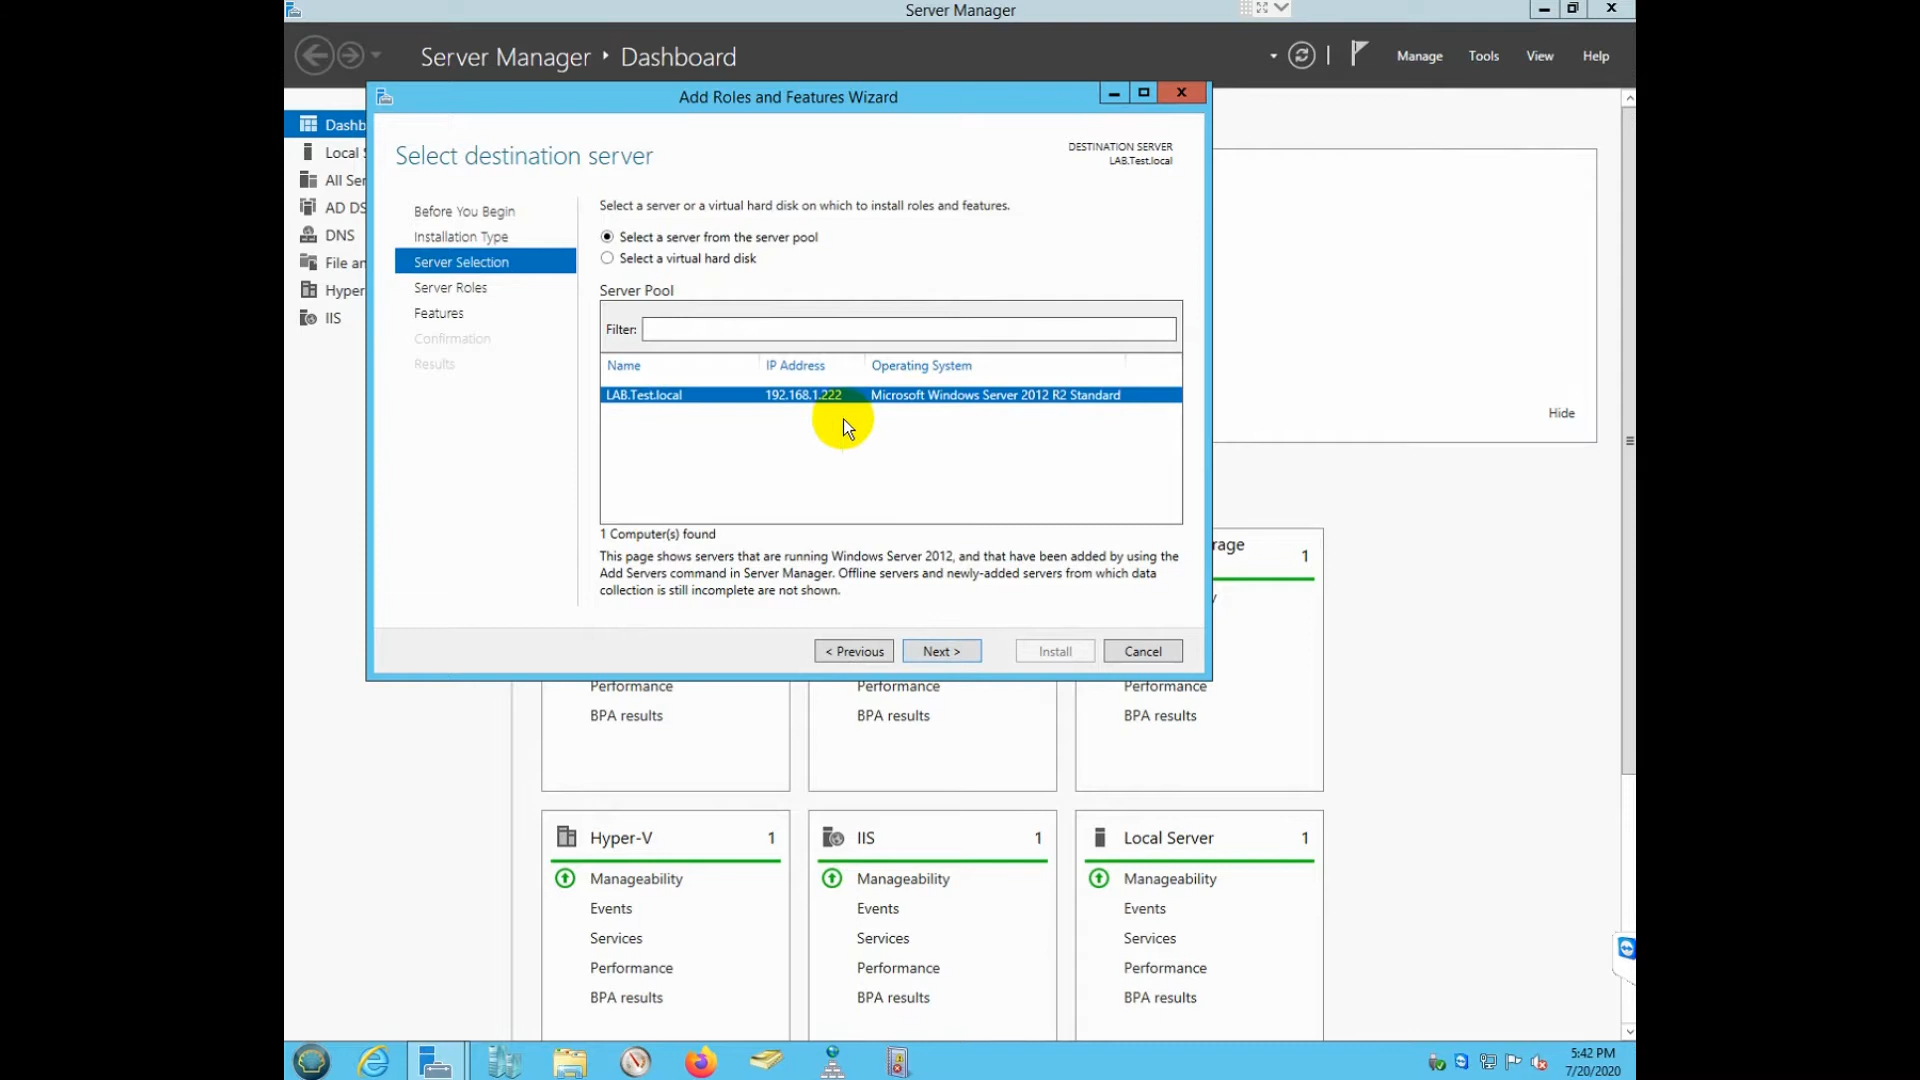 Server Manager
Server Manager ‣ Dashboard
Manage
Tools
View
Help
Dashb
Local S
All Ser
AD DS
DNS
File an
Hyper
IIS
Add Roles and Features Wizard
Select destination server
DESTINATION SERVER
LAB.Test.local
Before You Begin
Installation Type
Server Selection
Server Roles
Features
Confirmation
Results
Select a server or a virtual hard disk on which to install roles and features.
Select a server from the server pool
Select a virtual hard disk
Server Pool
Filter:
Name IP Address Operating System
LAB.Test.local 192.168.1.222 Microsoft Windows Server 2012 R2 Standard
1 Computer(s) found
This page shows servers that are running Windows Server 2012, and that have been added by using the
Add Servers command in Server Manager. Offline servers and newly-added servers from which data
collection is still incomplete are not shown.
< Previous
Next >
Install
Cancel
Hide
rage 1
Performance
BPA results
Performance
BPA results
Performance
BPA results
Hyper-V 1
Manageability
Events
Services
Performance
BPA results
IIS 1
Manageability
Events
Services
Performance
BPA results
Local Server 1
Manageability
Events
Services
Performance
BPA results
5:42 PM
7/20/2020